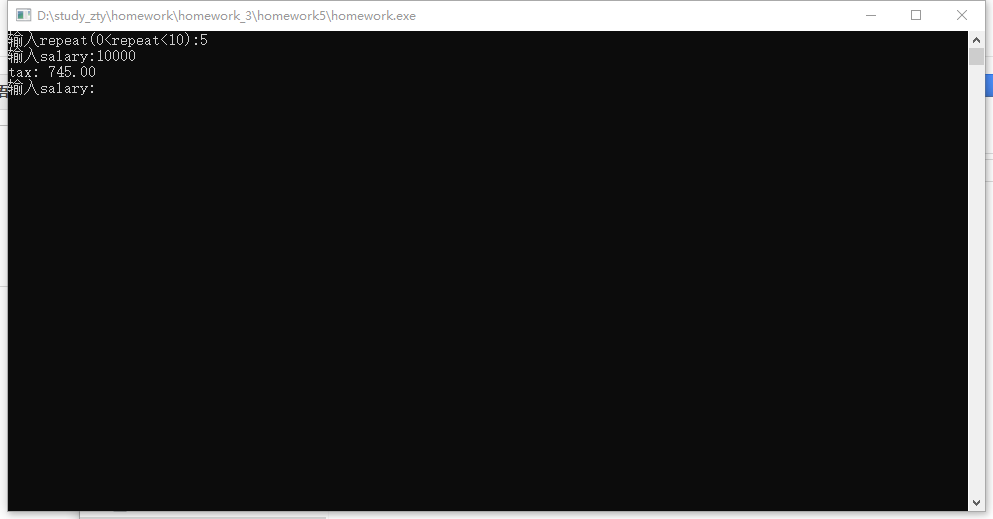 D:\study_zty\homework\homework_3\homework5\homework.exe
输入repeat(0<repeat<10):5
输入salary:10000
tax: 745.00
输入salary: